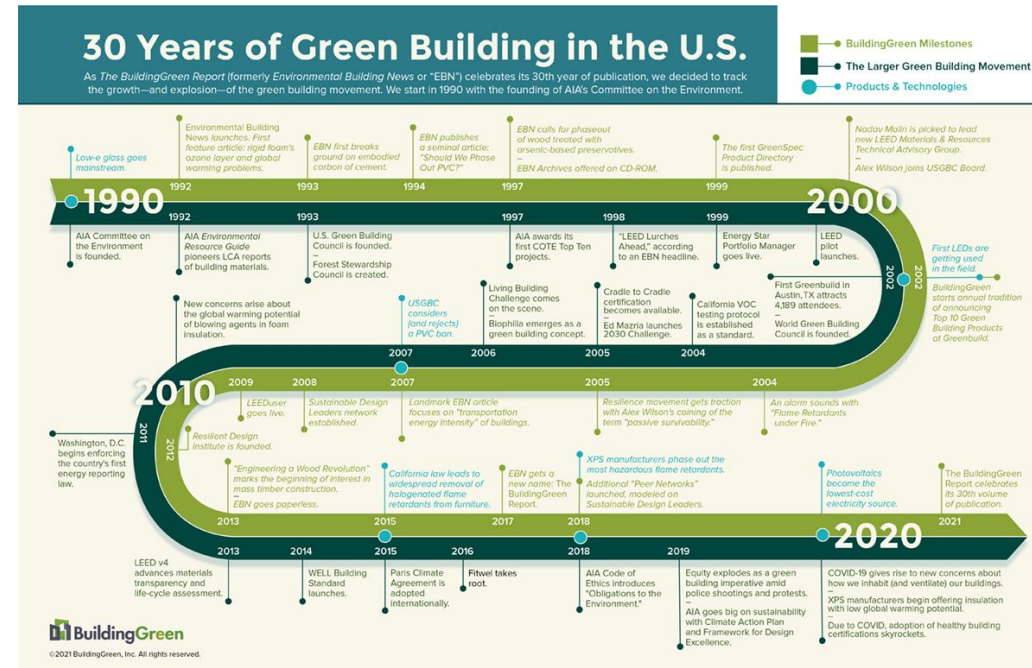 30 Years of Green Building in the U.S.
As The BuildingGreen Report (formerly Environmental Building News or “EBN”) celebrates its 30th year of publication, we decided to track
the growth—and explosion—of the green building movement. We start in 1990 with the founding of AIA's Committee on the Environment.
BuildingGreen Milestones
The Larger Green Building Movement
Products & Technologies
Low-e glass goes
mainstream.
Environmental Building
News launches. First
feature article: rigid foam's
ozone layer and global
warming problems.
EBN first breaks
ground on embodied
carbon of cement.
EBN publishes
a seminal article:
“Should We Phase
Out PVC?”
EBN calls for phaseout
of wood treated with
arsenic-based preservatives.
–
EBN Archives offered on CD-ROM.
The first GreenSpec
Product Directory
is published.
Nadav Malin is picked to lead
new LEED Materials & Resources
Technical Advisory Group.
–
Alex Wilson joins USGBC Board.
1992
1993
1994
1997
1999
1990
2000
1992
1993
1997
1998
1999
AIA Committee on
the Environment
is founded.
AIA Environmental
Resource Guide
pioneers LCA reports
of building materials.
U.S. Green Building
Council is founded.
–
Forest Stewardship
Council is created.
AIA awards its
first COTE Top Ten
projects.
“LEED Lurches
Ahead,” according
to an EBN headline.
Energy Star
Portfolio Manager
goes live.
LEED
pilot
launches.
2002
2002
First LEDs are
getting used
in the field.
BuildingGreen
starts annual tradition
of announcing
Top 10 Green
Building Products
at Greenbuild.
New concerns arise about
the global warming potential
of blowing agents in foam
insulation.
USGBC
considers
(and rejects)
a PVC ban.
Living Building
Challenge comes
on the scene.
–
Biophilia emerges as a
green building concept.
Cradle to Cradle
certification
becomes available.
–
Ed Mazria launches
2030 Challenge.
California VOC
testing protocol
is established
as a standard.
First Greenbuild in
Austin,TX attracts
4,189 attendees.
–
World Green Building
Council is founded.
2007
2006
2005
2004
2010
2009
2008
2007
2005
2004
LEEDuser
goes live.
Sustainable Design
Leaders network
established.
Landmark EBN article
focuses on “transportation
energy intensity” of buildings.
Resilience movement gets traction
with Alex Wilson's coining of the
term “passive survivability.”
An alarm sounds with
“Flame Retardants
under Fire.”
2011
2012
Washington, D.C.
begins enforcing
the country's first
energy reporting
law.
Resilient Design
institute is founded.
“Engineering a Wood Revolution”
marks the beginning of interest in
mass timber construction.
–
EBN goes paperless.
California law leads to
widespread removal of
halogenated flame
retardants from furniture.
EBN gets a
new name: The
BuildingGreen
Report.
XPS manufacturers phase out the
most hazardous flame retardants.
Additional “Peer Networks”
launched, modeled on
Sustainable Design Leaders.
Photovoltaics
become the
lowest-cost
electricity source.
The BuildingGreen
Report celebrates
its 30th volume
of publication.
2013
2015
2017
2018
2021
2020
2013
2014
2015
2016
2018
2019
LEED v4
advances materials
transparency and
life-cycle assessment.
WELL Building
Standard
launches.
Paris Climate
Agreement is
adopted
internationally.
Fitwel takes
root.
AIA Code of
Ethics introduces
"Obligations to the
Environment."
Equity explodes as a green
building imperative amid
police shootings and protests.
–
AIA goes big on sustainability
with Climate Action Plan
and Framework for Design
Excellence.
COVID-19 gives rise to new concerns about
how we inhabit (and ventilate) our buildings.
–
XPS manufacturers begin offering insulation
with low global warming potential.
–
Due to COVID, adoption of healthy building
certifications skyrockets.
BuildingGreen
©2021 BuildingGreen, Inc. All rights reserved.